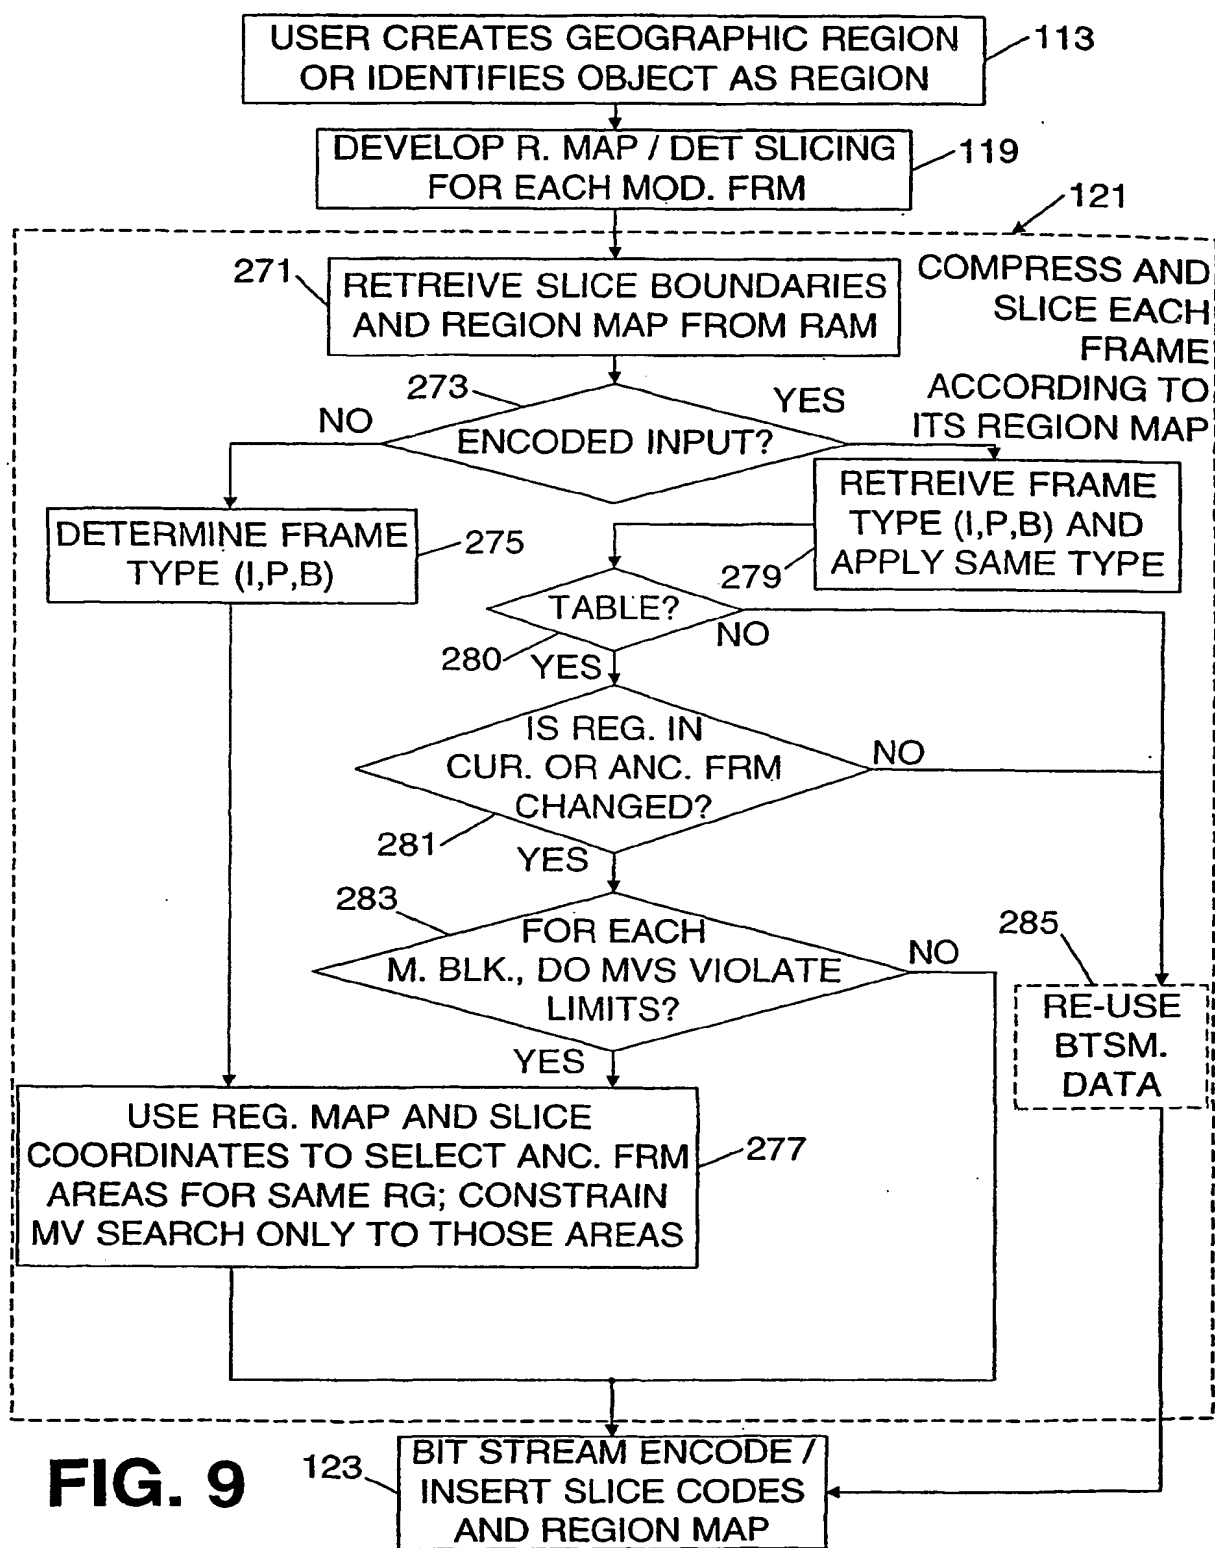 USER CREATES GEOGRAPHIC REGION
OR IDENTIFIES OBJECT AS REGION
113
DEVELOP R. MAP / DET SLICING
FOR EACH MOD. FRM
119
121
271
RETREIVE SLICE BOUNDARIES
AND REGION MAP FROM RAM
COMPRESS AND
SLICE EACH
FRAME
ACCORDING TO
ITS REGION MAP
273
NO
YES
ENCODED INPUT?
DETERMINE FRAME
TYPE (I,P,B)
275
RETREIVE FRAME
TYPE (I,P,B) AND
APPLY SAME TYPE
279
TABLE?
280
YES
NO
IS REG. IN
CUR. OR ANC. FRM
CHANGED?
281
NO
YES
283
FOR EACH
M. BLK., DO MVS VIOLATE
LIMITS?
NO
YES
285
RE-USE
BTSM.
DATA
USE REG. MAP AND SLICE
COORDINATES TO SELECT ANC. FRM
AREAS FOR SAME RG; CONSTRAIN
MV SEARCH ONLY TO THOSE AREAS
277
FIG. 9
123
BIT STREAM ENCODE /
INSERT SLICE CODES
AND REGION MAP